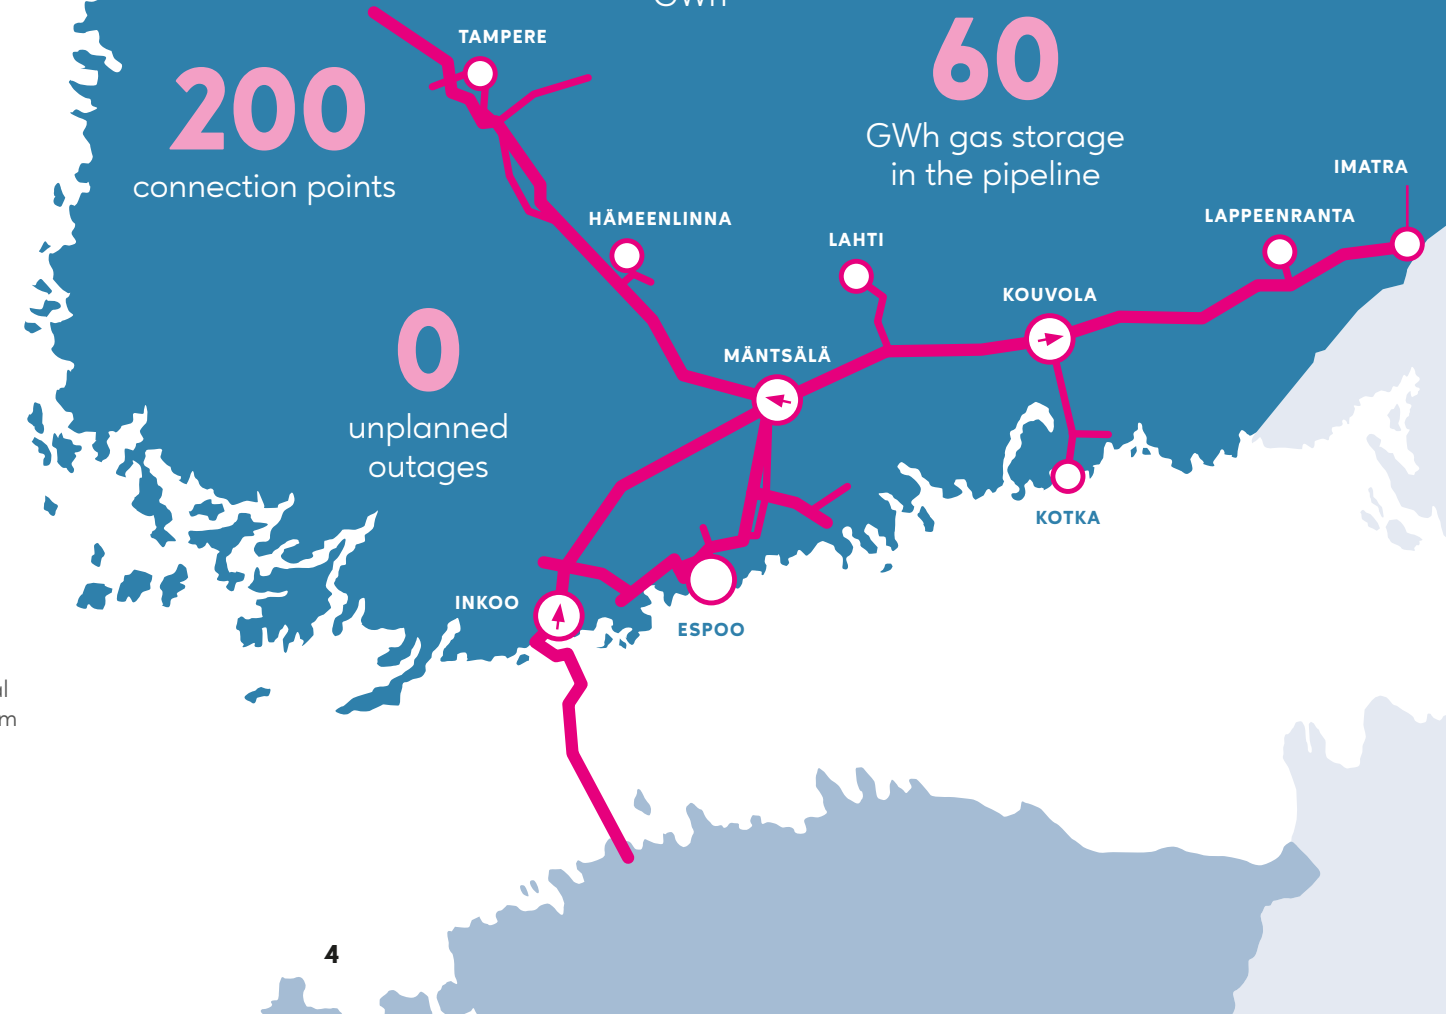 GWh
TAMPERE
200
connection points
60
GWh gas storage
in the pipeline
IMATRA
LAPPEENRANTA
HÄMEENLINNA
LAHTI
KOUVOLA
0
unplanned
outages
MÄNTSÄLÄ
KOTKA
INKOO
ESPOO
4